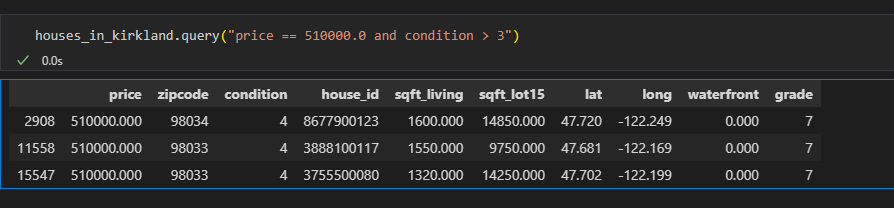 houses_in_kirkland.query("price == 510000.0 and condition > 3")
0.0s
price zipcode condition house_id sqft_living sqft_lot15 lat long waterfront grade
2908 510000.000 98034 4 8677900123 1600.000 14850.000 47.720 -122.249 0.000 7
11558 510000.000 98033 4 3888100117 1550.000 9750.000 47.681 -122.169 0.000 7
15547 510000.000 98033 4 3755500080 1320.000 14250.000 47.702 -122.199 0.000 7